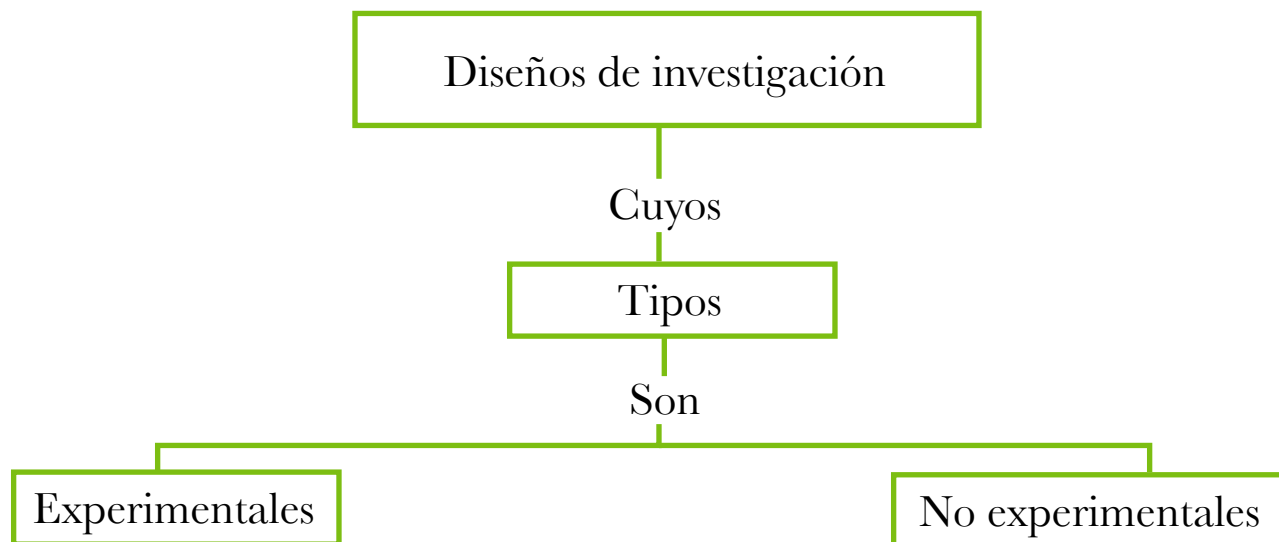 Diseños de investigación
Cuyos
Tipos
Son
Experimentales
No experimentales